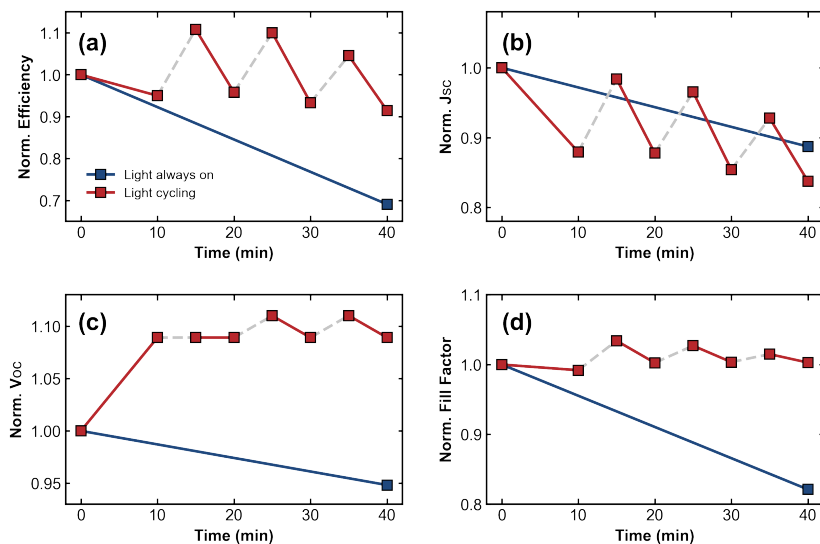 (a)
Norm. Efficiency
1.1
1.0
0.9
0.8
0.7
Light always on
Light cycling
0 10 20 30 40
Time (min)
(b)
Norm. JSC
1.0
0.9
0.8
0 10 20 30 40
Time (min)
(c)
Norm. VOC
1.10
1.05
1.00
0.95
0 10 20 30 40
Time (min)
(d)
Norm. Fill Factor
1.1
1.0
0.9
0.8
0 10 20 30 40
Time (min)